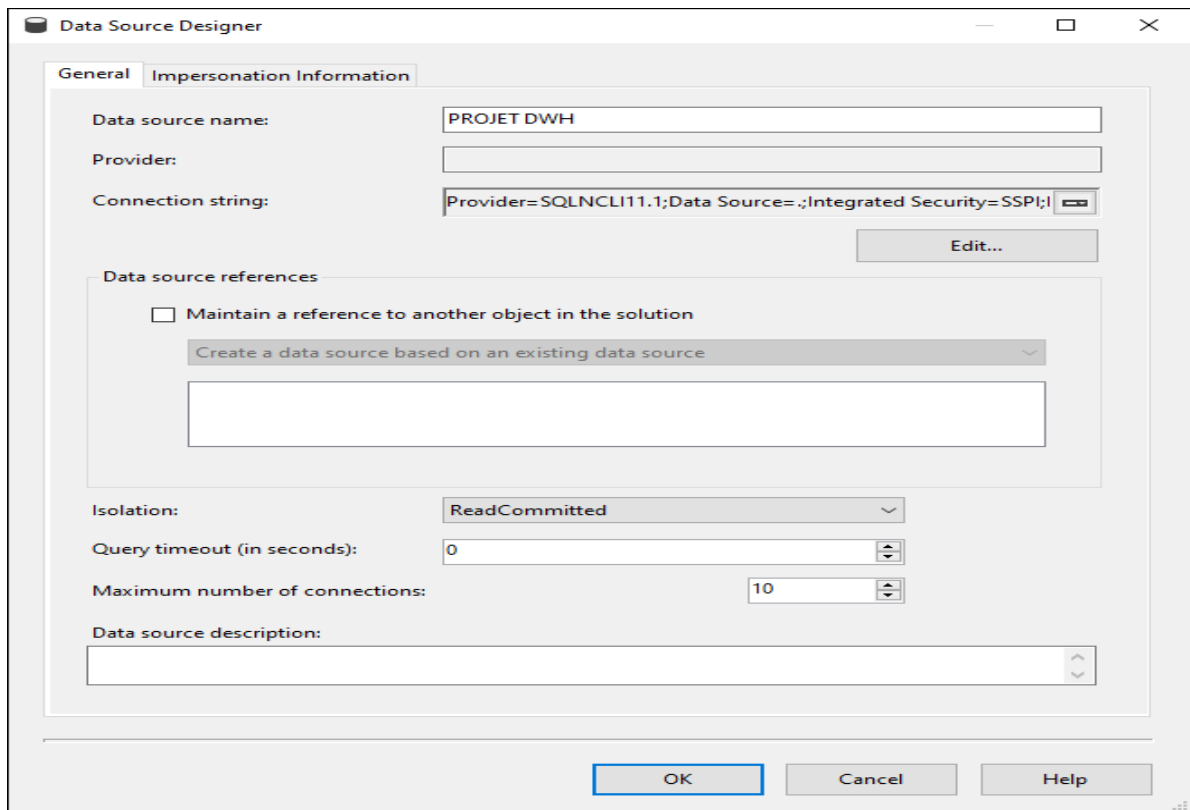 Data Source Designer
General Impersonation Information
Data source name: PROJET DWH
Provider:
Connection string: Provider=SQLNCLI11.1;Data Source=.;Integrated Security=SSPI;I
Edit...
Data source references
Maintain a reference to another object in the solution
Create a data source based on an existing data source
Isolation: ReadCommitted
Query timeout (in seconds): 0
Maximum number of connections: 10
Data source description:
OK Cancel Help